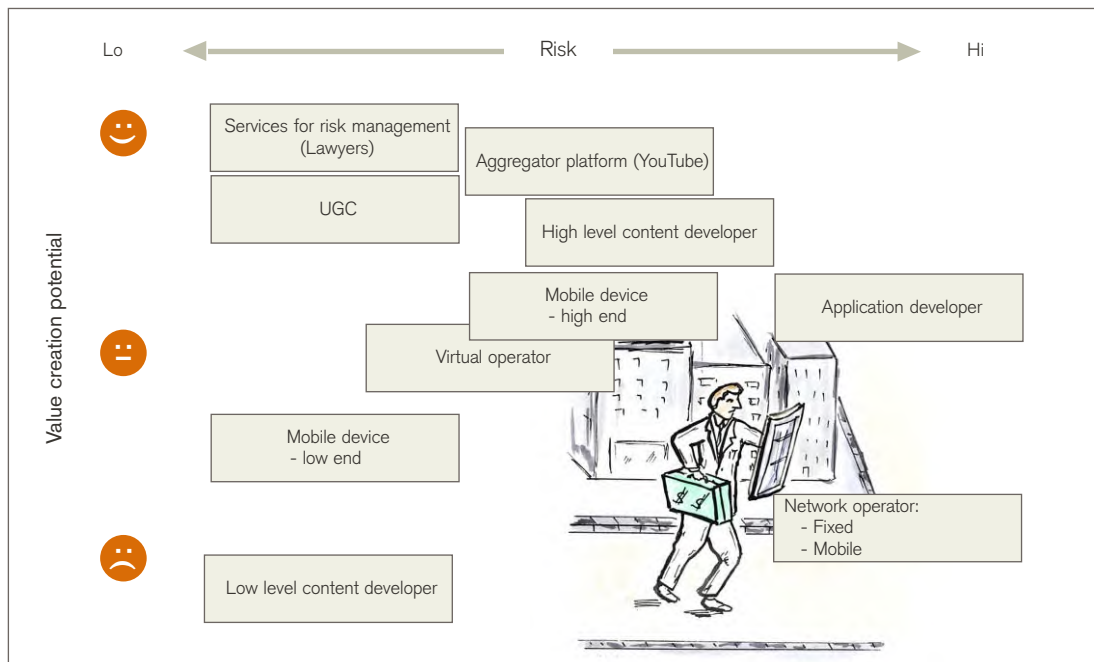 Lo
Risk
Hi
Value creation potential
Services for risk management
(Lawyers)
Aggregator platform (YouTube)
UGC
High level content developer
Mobile device
- high end
Application developer
Virtual operator
Mobile device
- low end
Network operator:
- Fixed
- Mobile
Low level content developer